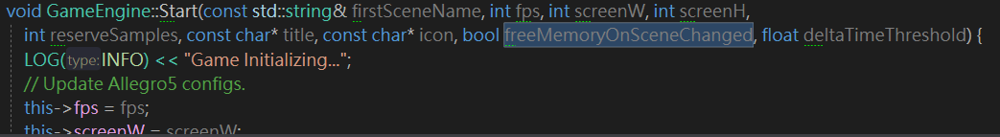 void GameEngine::Start(const std::string& firstSceneName, int fps, int screenW, int screenH,
int reserveSamples, const char* title, const char* icon, bool freeMemoryOnSceneChanged, float deltaTimeThreshold) {
LOG(type:INFO) << "Game Initializing...";
// Update Allegro5 configs.
this->fps = fps;
this->screenW = screenW;